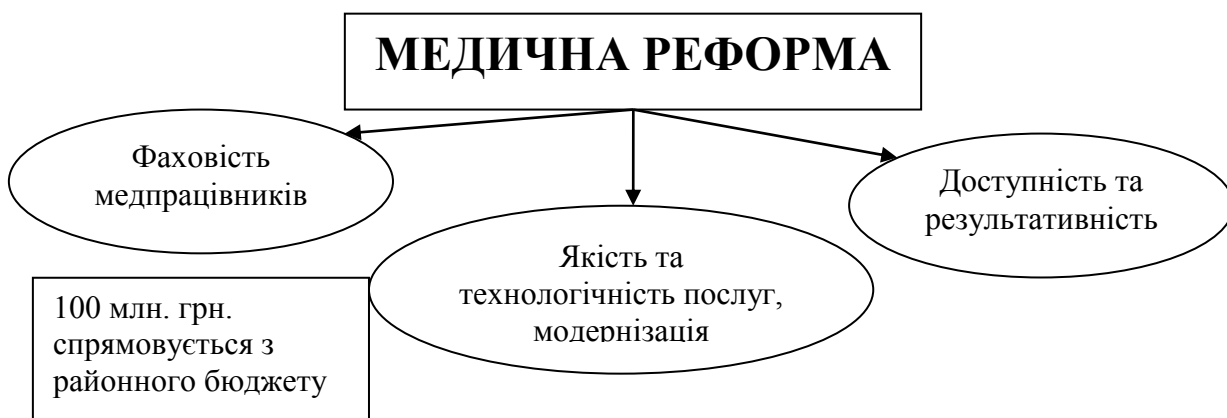 МЕДИЧНА РЕФОРМА
Фаховість
медпрацівників
Доступність та
результативність
Якість та
технологічність послуг,
модернізація
100 млн. грн.
спрямовується з
районного бюджету